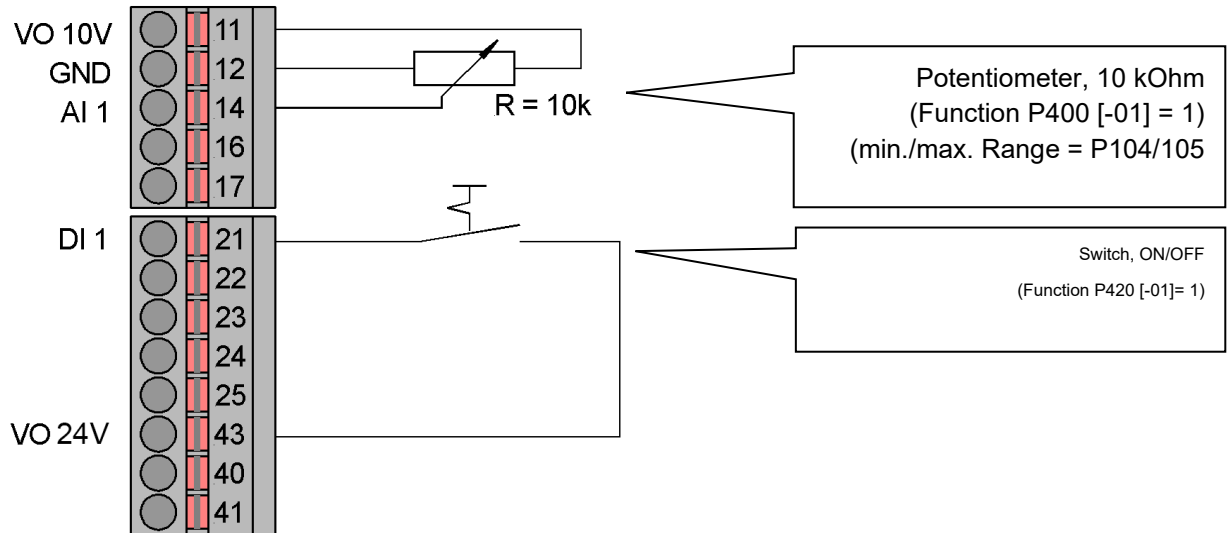 VO 10V
11
GND
12
AI 1
14
16
17
R = 10k
Potentiometer, 10 kOhm
(Function P400 [-01] = 1)
(min./max. Range = P104/105
DI 1
21
22
23
24
25
VO 24V
43
40
41
Switch, ON/OFF
(Function P420 [-01]= 1)